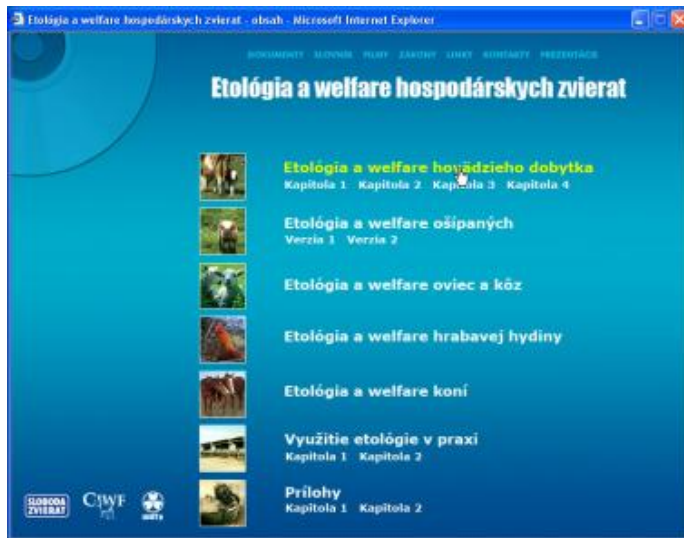 Etológia a welfare hospodárskych zvierat - obsah - Microsoft Internet Explorer
DOKUMENTY SLOVNÍK FILMY ZÁKONY LINKY KONTAKTY PREZENTÁCIE
Etológia a welfare hospodárskych zvierat
Etológia a welfare hovädzieho dobytka
Kapitola 1 Kapitola 2 Kapitola 3 Kapitola 4
Etológia a welfare ošípaných
Verzia 1 Verzia 2
Etológia a welfare oviec a kôz
Etológia a welfare hrabavej hydiny
Etológia a welfare koní
Využitie etológie v praxi
Kapitola 1 Kapitola 2
Prílohy
Kapitola 1 Kapitola 2
SLOBODA ZVIERAT
CIWF